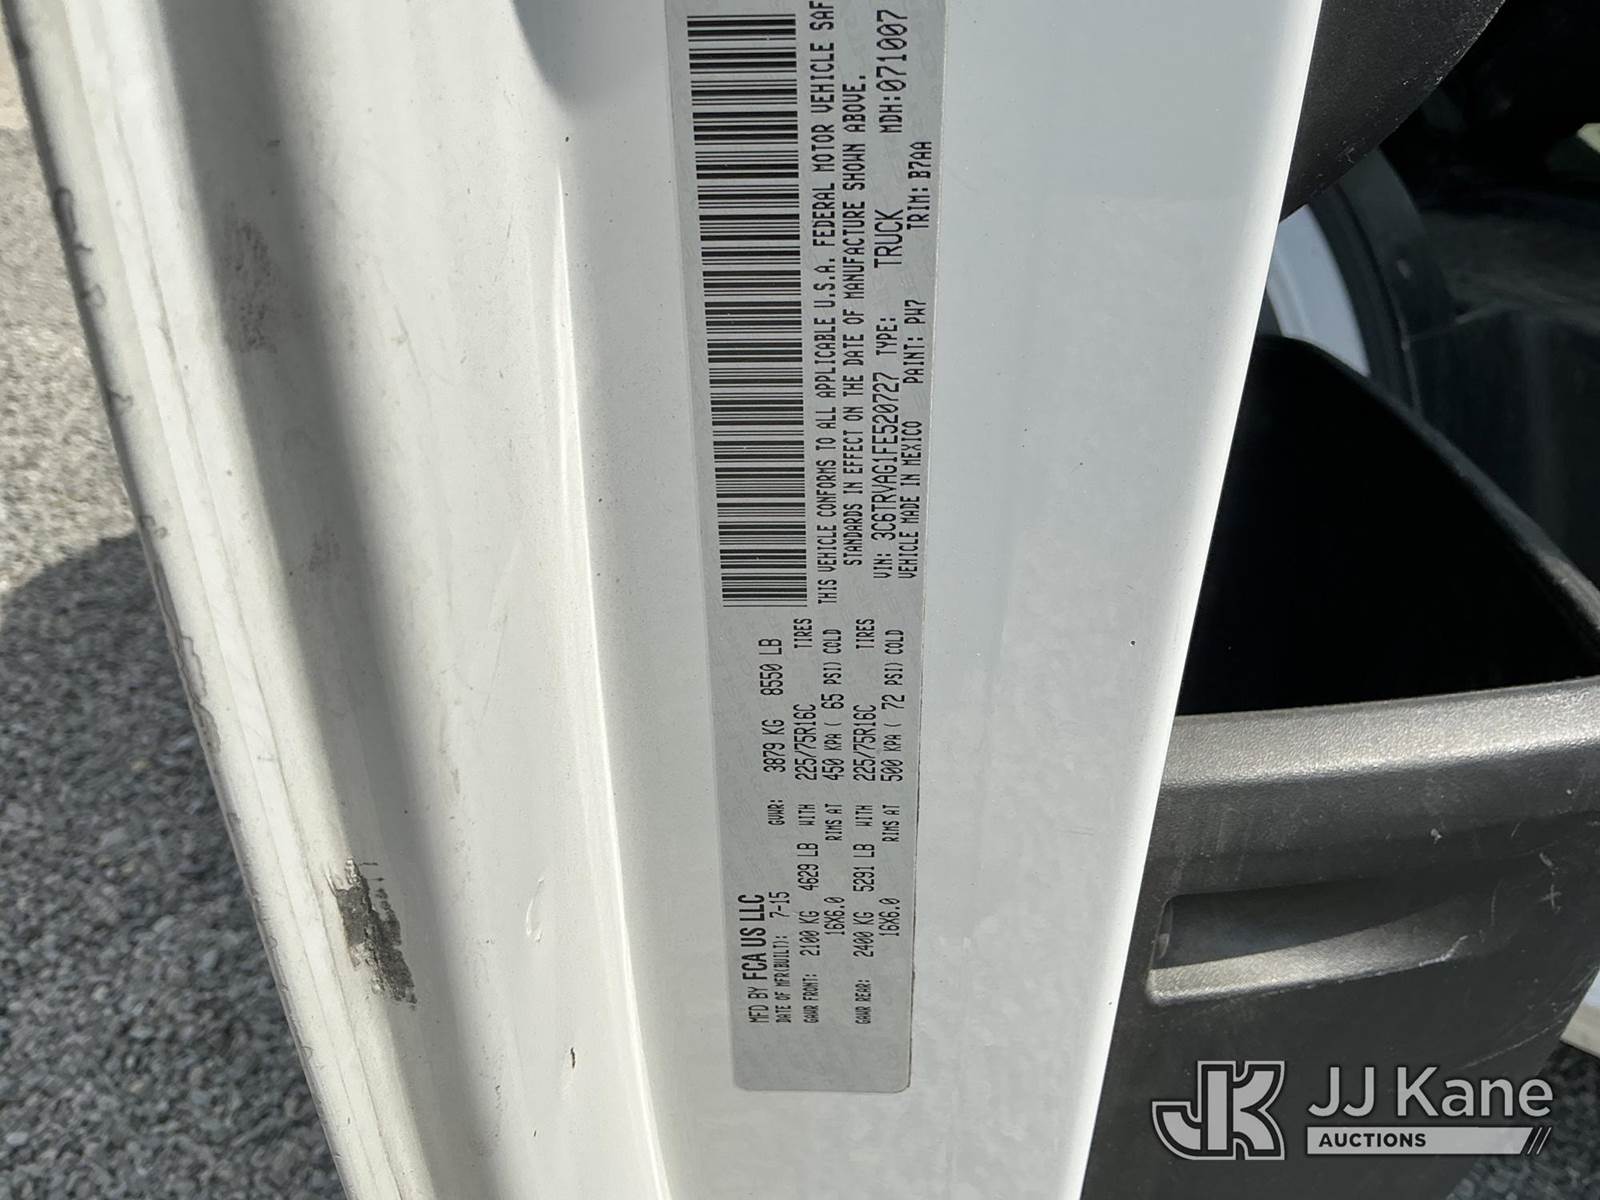 MFD BY FCA US LLC
DATE OF MFR(BUILT): 7-15 GVWR: 3879 KG 8550 LB
GAWR FRONT: 2100 KG 4629 LB WITH 225/75R16C TIRES
16X6.0 RIMS AT 450 KPA ( 65 PSI) COLD
GAWR REAR: 2400 KG 5291 LB WITH 225/75R16C TIRES
16X6.0 RIMS AT 500 KPA ( 72 PSI) COLD
THIS VEHICLE CONFORMS TO ALL APPLICABLE U.S.A. FEDERAL MOTOR VEHICLE SAF
STANDARDS IN EFFECT ON THE DATE OF MANUFACTURE SHOWN ABOVE.
VIN: 3C6TRVAG1FE520727 TYPE: TRUCK MDH:071007
VEHICLE MADE IN MEXICO PAINT: PW7 TRIM: B7AA
JK JJ Kane
AUCTIONS